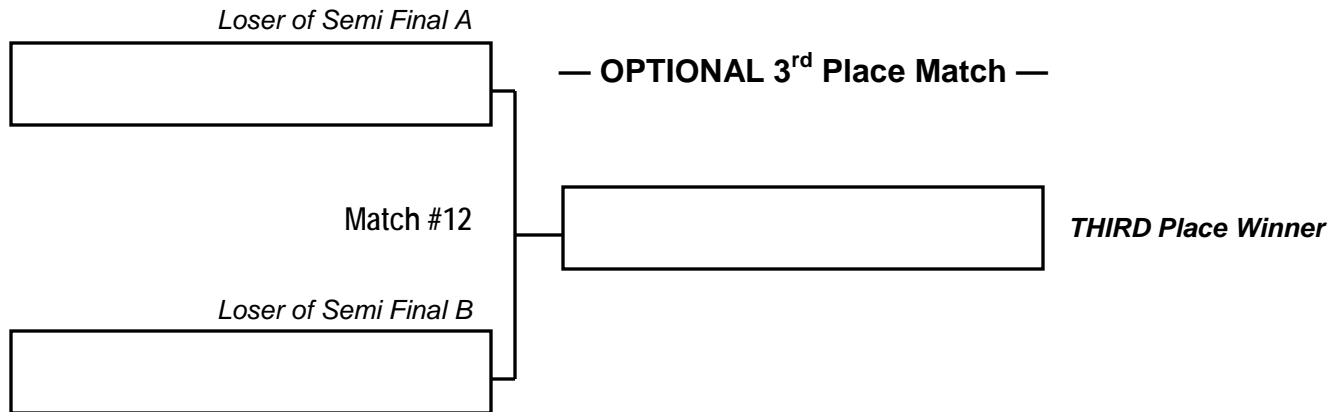 Loser of Semi Final A
— OPTIONAL 3rd Place Match —
Match #12
THIRD Place Winner
Loser of Semi Final B